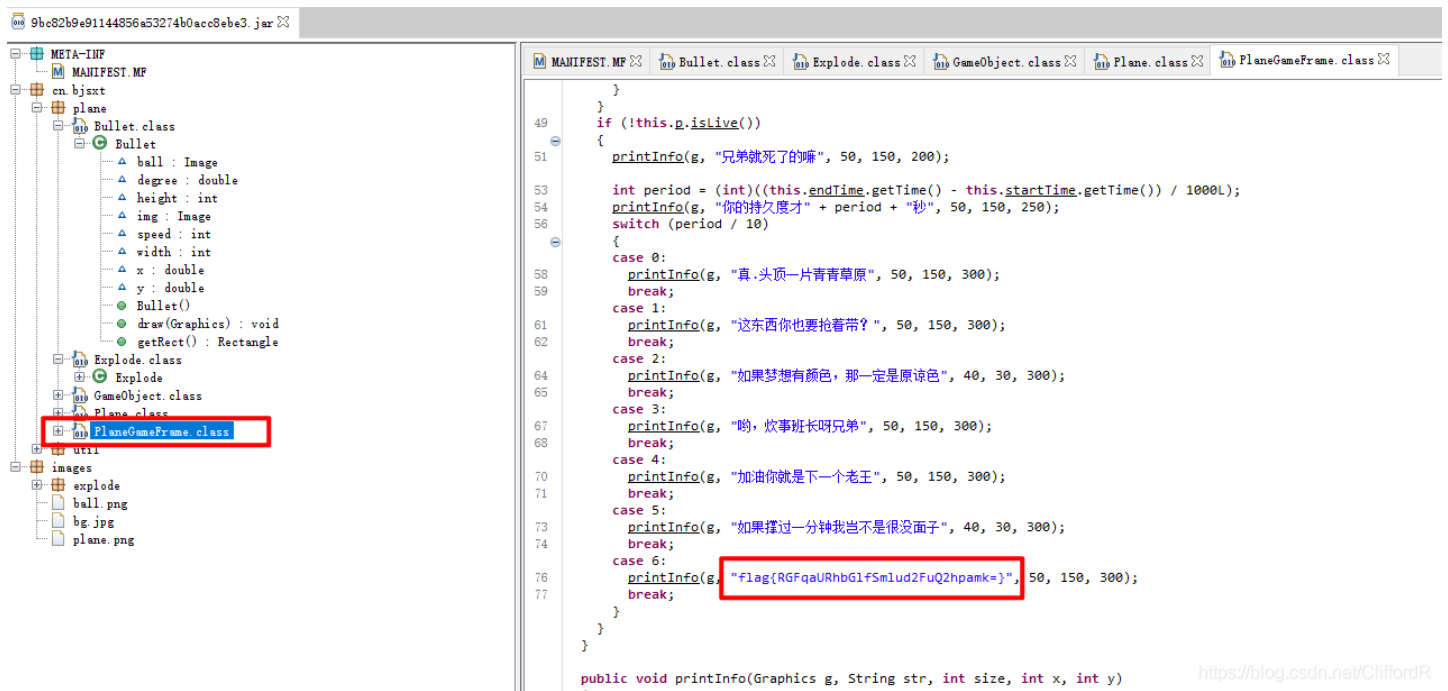 9bc82b9e91144856a53274b0acc8ebe3.jar
META-INF
MANIFEST.MF
cn.bjsxt
plane
Bullet.class
Bullet
ball : Image
degree : double
height : int
img : Image
speed : int
width : int
x : double
y : double
Bullet()
draw(Graphics) : void
getRect() : Rectangle
Explode.class
Explode
GameObject.class
Plane.class
PlaneGameFrame.class
util
images
explode
ball.png
bg.jpg
plane.png
MANIFEST.MF Bullet.class Explode.class GameObject.class Plane.class PlaneGameFrame.class
}
}
49 if (!this.p.isLive())
{
51 printInfo(g, "兄弟就死了的嘛", 50, 150, 200);
53 int period = (int)((this.endTime.getTime() - this.startTime.getTime()) / 1000L);
54 printInfo(g, "你的持久度才" + period + "秒", 50, 150, 250);
56 switch (period / 10)
{
case 0:
58 printInfo(g, "真.头顶一片青青草原", 50, 150, 300);
59 break;
case 1:
61 printInfo(g, "这东西你也要抢着带?", 50, 150, 300);
62 break;
case 2:
64 printInfo(g, "如果梦想有颜色，那一定是原谅色", 40, 30, 300);
65 break;
case 3:
67 printInfo(g, "哟，炊事班长呀兄弟", 50, 150, 300);
68 break;
case 4:
70 printInfo(g, "加油你就是下一个老王", 50, 150, 300);
71 break;
case 5:
73 printInfo(g, "如果撑过一分钟我岂不是很没面子", 40, 30, 300);
74 break;
case 6:
76 printInfo(g, "flag{RGFqaURhbGlfSmlud2FuQ2hpamk=}", 50, 150, 300);
77 break;
}
}
}
public void printInfo(Graphics g, String str, int size, int x, int y)
https://blog.csdn.net/CliffordR